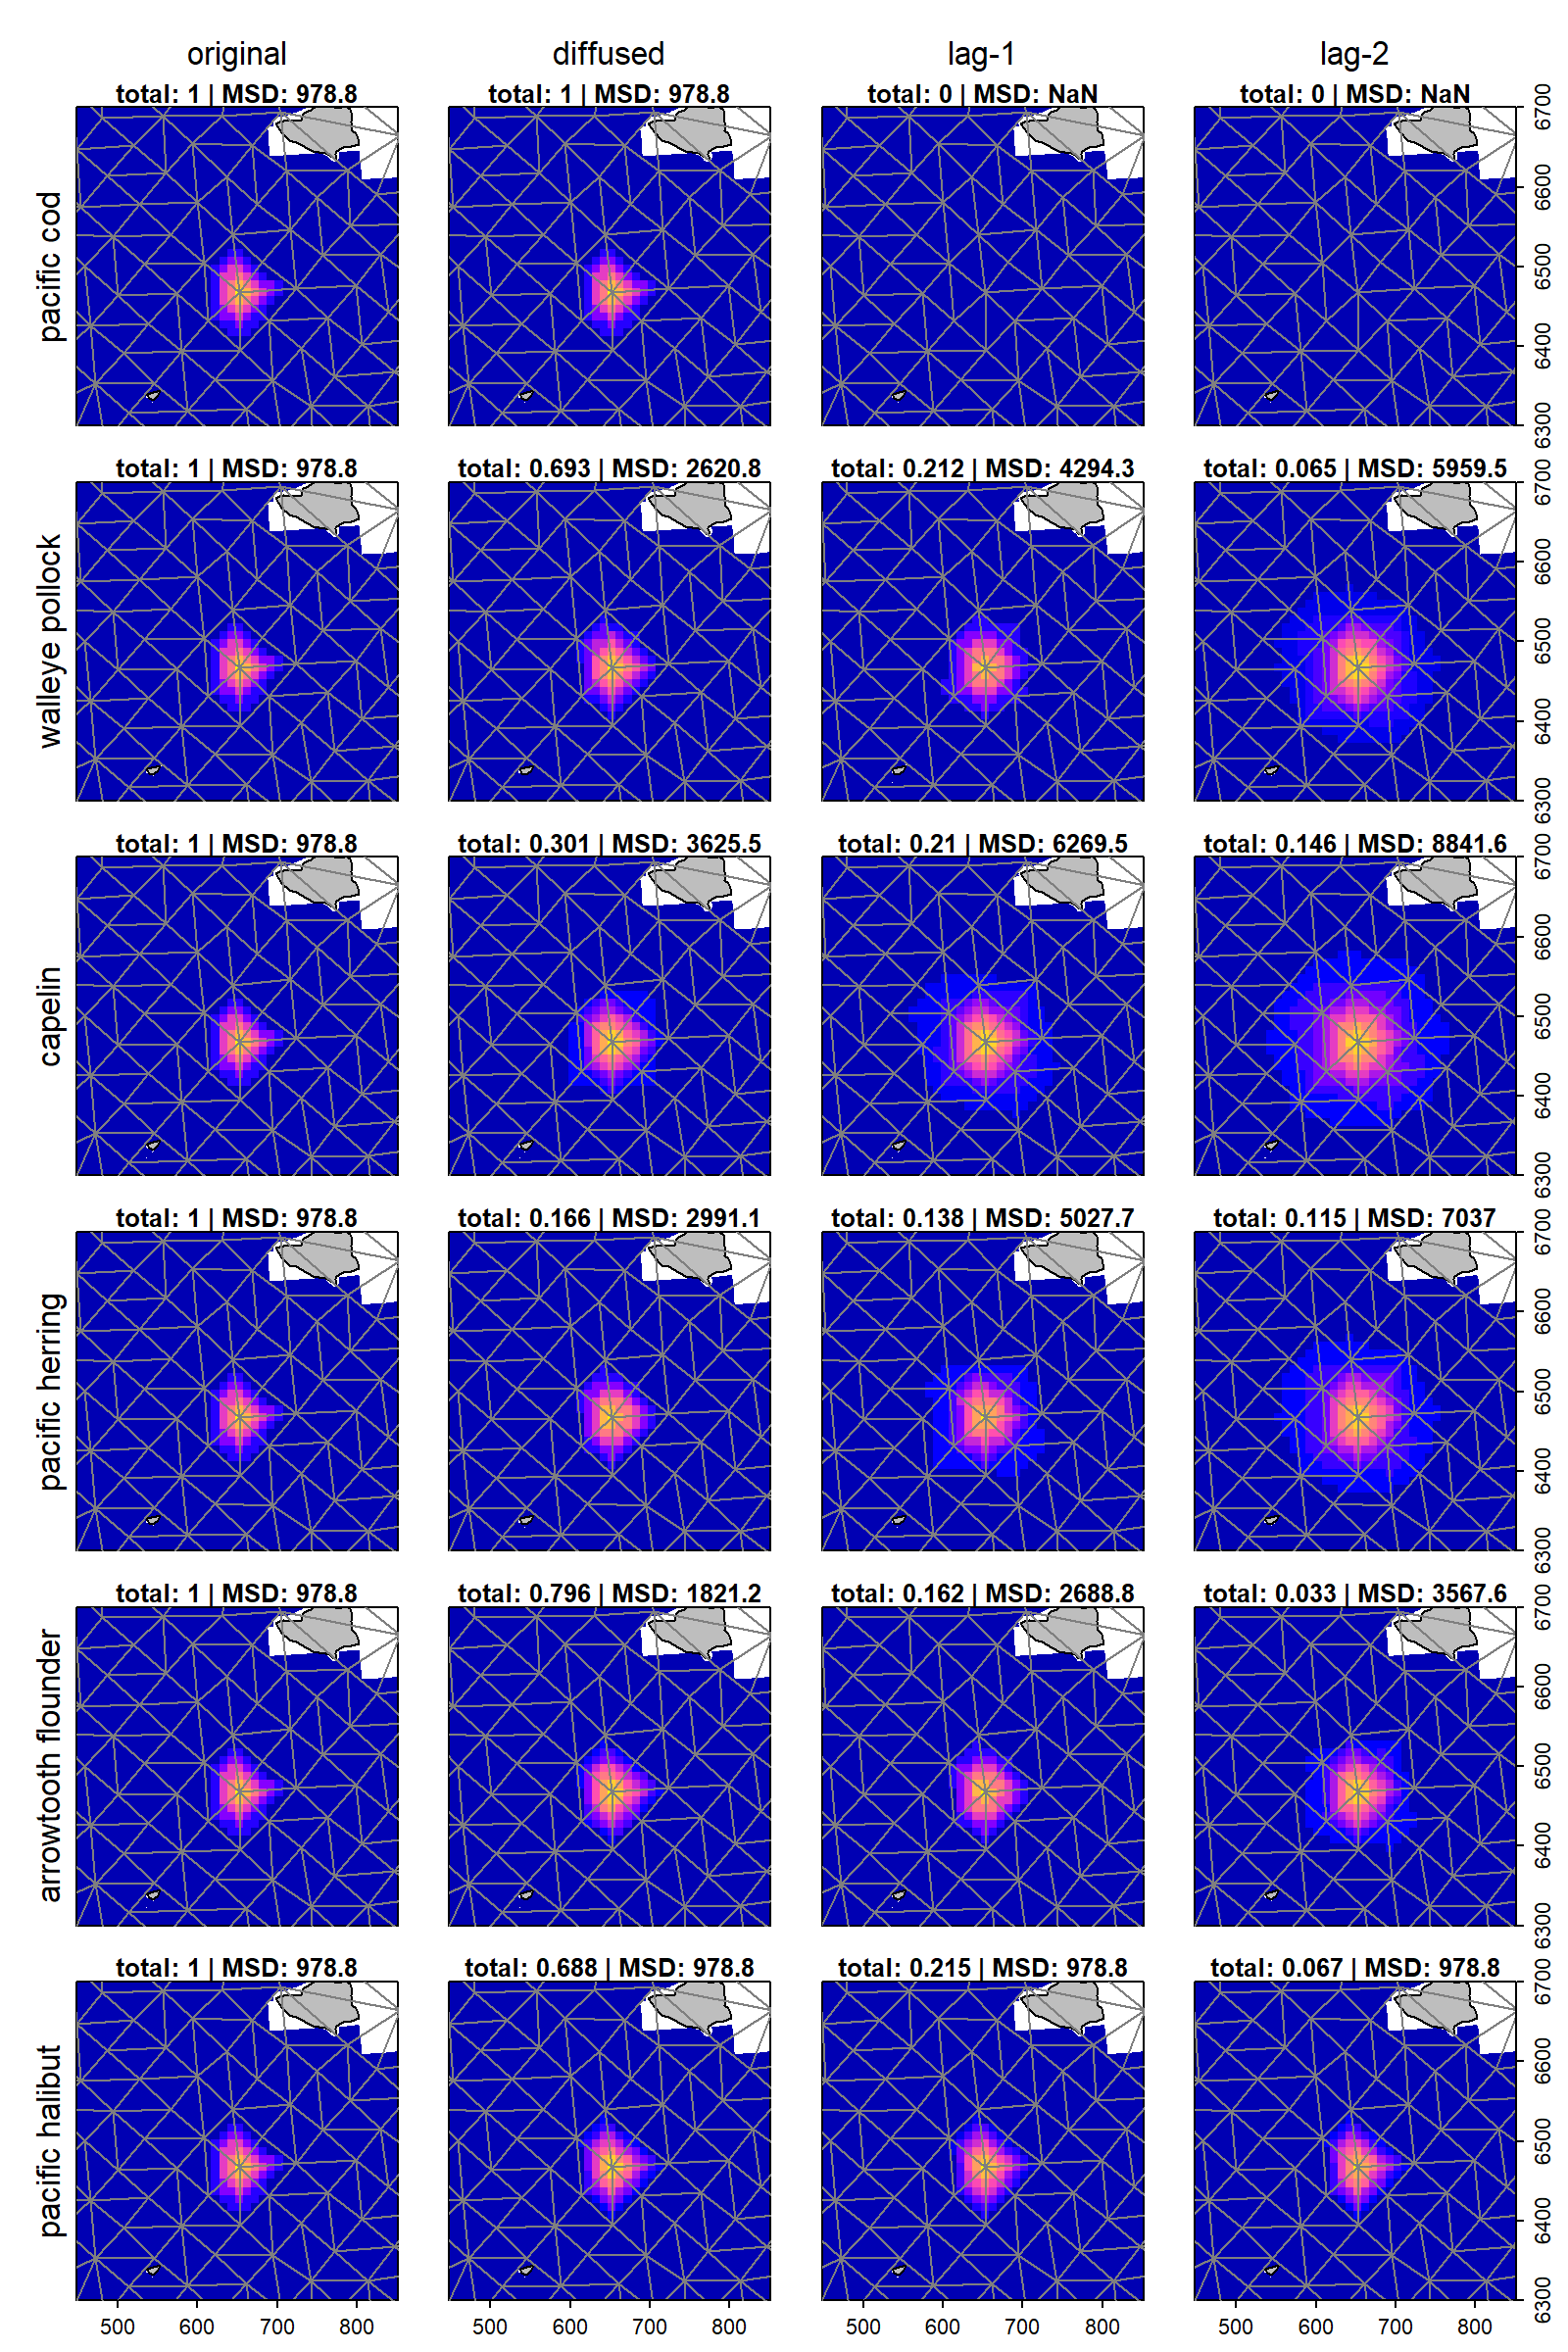 original diffused lag-1 lag-2
total: 1 | MSD: 978.8 total: 1 | MSD: 978.8 total: 0 | MSD: NaN total: 0 | MSD: NaN
pacific cod
6700
6600
6500
6400
6300
total: 1 | MSD: 978.8 total: 0.693 | MSD: 2620.8 total: 0.212 | MSD: 4294.3 total: 0.065 | MSD: 5959.5
walleye pollock
6700
6600
6500
6400
6300
total: 1 | MSD: 978.8 total: 0.301 | MSD: 3625.5 total: 0.21 | MSD: 6269.5 total: 0.146 | MSD: 8841.6
capelin
6700
6600
6500
6400
6300
total: 1 | MSD: 978.8 total: 0.166 | MSD: 2991.1 total: 0.138 | MSD: 5027.7 total: 0.115 | MSD: 7037
pacific herring
6700
6600
6500
6400
6300
total: 1 | MSD: 978.8 total: 0.796 | MSD: 1821.2 total: 0.162 | MSD: 2688.8 total: 0.033 | MSD: 3567.6
arrowtooth flounder
6700
6600
6500
6400
6300
total: 1 | MSD: 978.8 total: 0.688 | MSD: 978.8 total: 0.215 | MSD: 978.8 total: 0.067 | MSD: 978.8
pacific halibut
6700
6600
6500
6400
6300
500 600 700 800 500 600 700 800 500 600 700 800 500 600 700 800